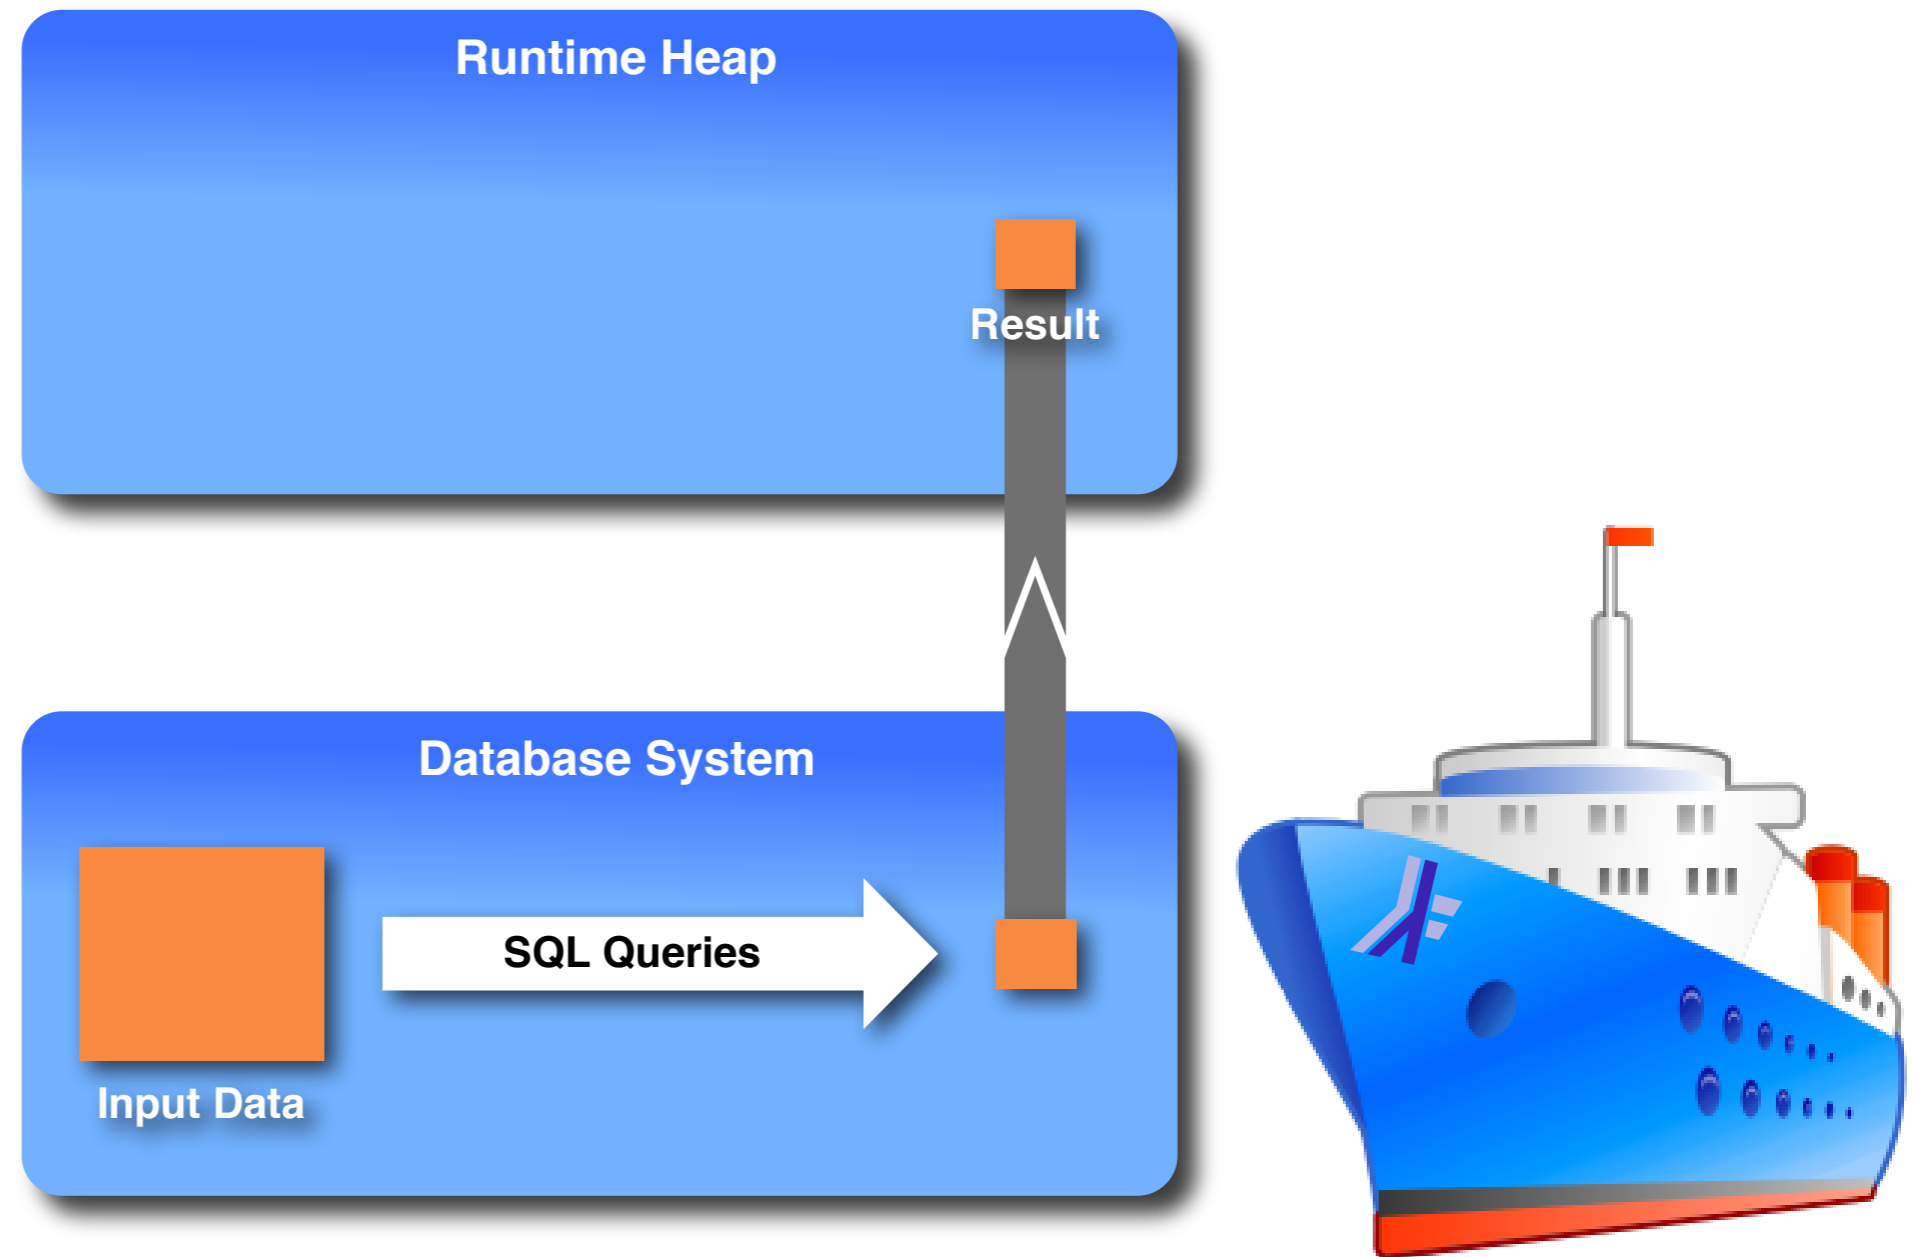 Runtime Heap
Result
Database System
SQL Queries
Input Data